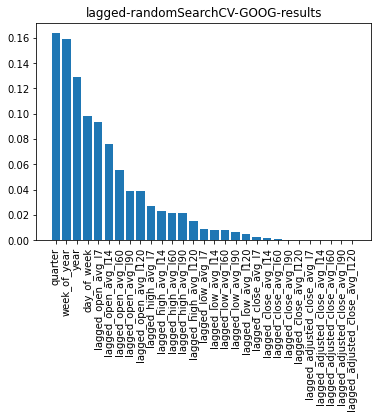 lagged-randomSearchCV-GOOG-results
0.16
0.14
0.12
0.10
0.08
0.06
0.04
0.02
0.00
quarter
week_of_year
year
day_of_week
lagged_open_avg_l7
lagged_open_avg_l14
lagged_open_avg_l60
lagged_open_avg_l90
lagged_open_avg_l120
lagged_high_avg_l7
lagged_high_avg_l14
lagged_high_avg_l60
lagged_high_avg_l90
lagged_high_avg_l120
lagged_low_avg_l7
lagged_low_avg_l14
lagged_low_avg_l60
lagged_low_avg_l90
lagged_low_avg_l120
lagged_close_avg_l7
lagged_close_avg_l14
lagged_close_avg_l60
lagged_close_avg_l90
lagged_close_avg_l120
lagged_adjusted_close_avg_l7
lagged_adjusted_close_avg_l14
lagged_adjusted_close_avg_l60
lagged_adjusted_close_avg_l90
lagged_adjusted_close_avg_l120